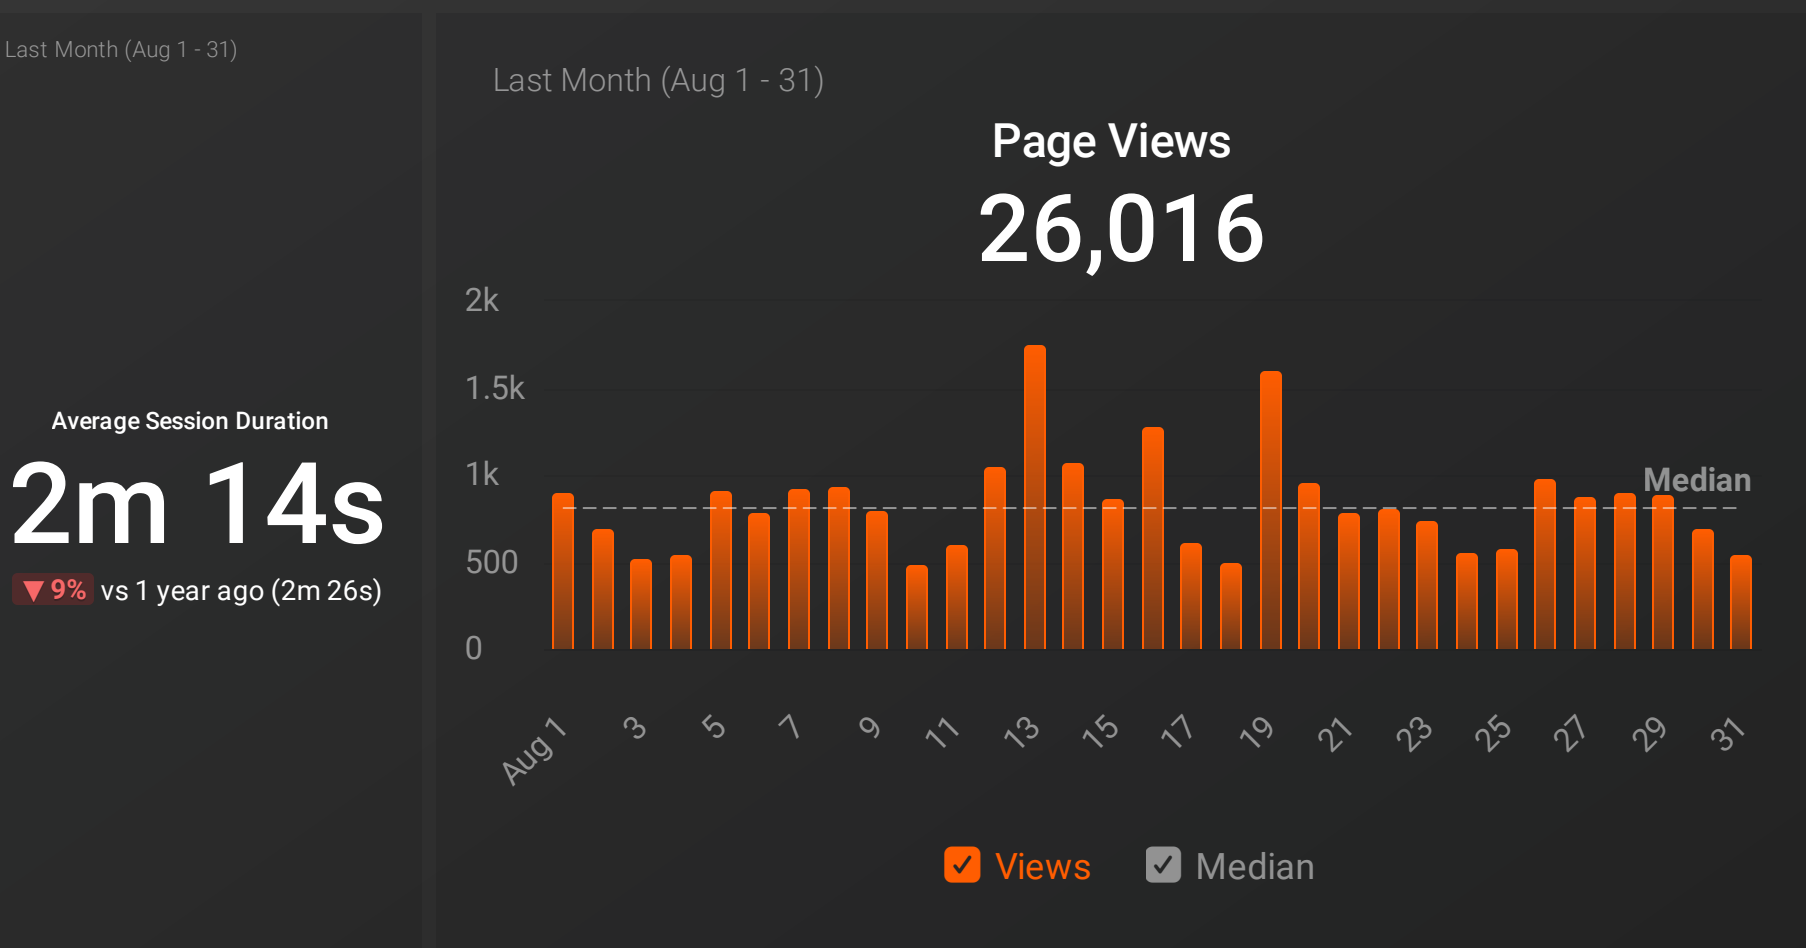 Last Month (Aug 1 - 31)
Average Session Duration
2m 14s
▼ 9% vs 1 year ago (2m 26s)
Last Month (Aug 1 - 31)
Page Views
26,016
2k
1.5k
1k
500
0
Median
Aug 1 3 5 7 9 11 13 15 17 19 21 23 25 27 29 31
Views Median